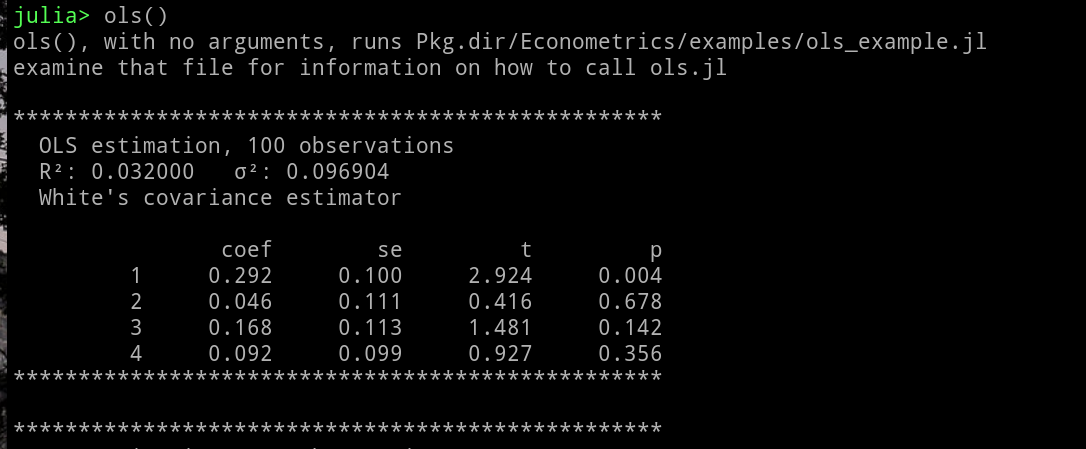 julia> ols()
ols(), with no arguments, runs Pkg.dir/Econometrics/examples/ols_example.jl
examine that file for information on how to call ols.jl
**************************************************
OLS estimation, 100 observations
R²: 0.032000   σ²: 0.096904
White's covariance estimator
coef se t p
1 0.292 0.100 2.924 0.004
2 0.046 0.111 0.416 0.678
3 0.168 0.113 1.481 0.142
4 0.092 0.099 0.927 0.356
**************************************************
**************************************************